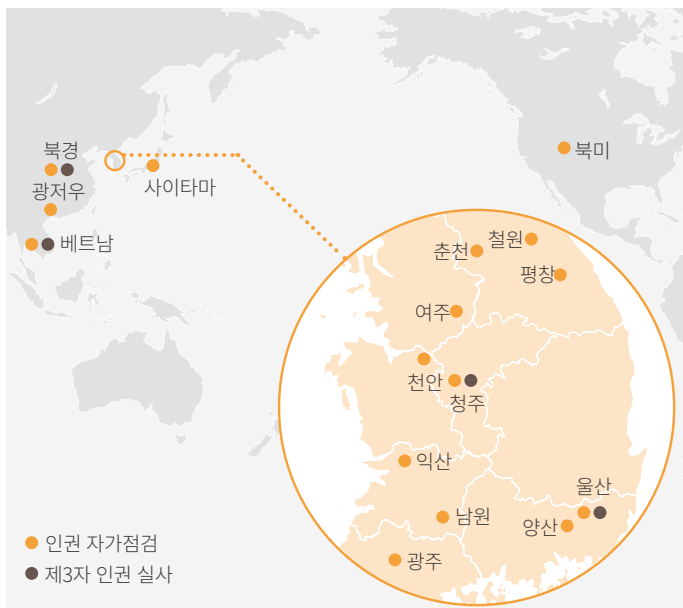 북경
광저우
베트남
사이타마
북미
춘천
철원
평창
여주
천안
청주
익산
남원
울산
양산
광주
인권 자가점검
제3자 인권 실사